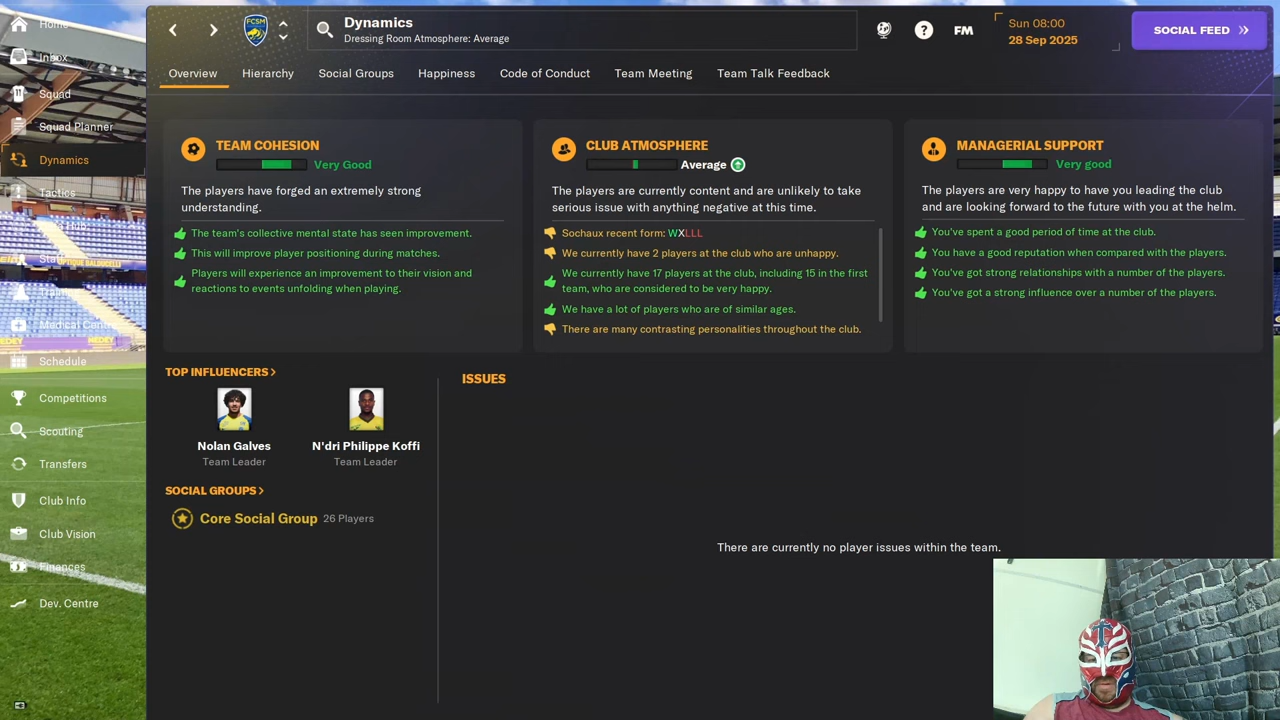 FCSM
Dynamics
Dressing Room Atmosphere: Average
FM
Sun 08:00
28 Sep 2025
SOCIAL FEED
Home
Inbox
Squad
Squad Planner
Dynamics
Tactics
Schedule
Competitions
Scouting
Transfers
Club Info
Club Vision
Finances
Dev. Centre
Overview
Hierarchy
Social Groups
Happiness
Code of Conduct
Team Meeting
Team Talk Feedback
TEAM COHESION
Very Good
The players have forged an extremely strong
understanding.
The team's collective mental state has seen improvement.
This will improve player positioning during matches.
Players will experience an improvement to their vision and
reactions to events unfolding when playing.
CLUB ATMOSPHERE
Average
The players are currently content and are unlikely to take
serious issue with anything negative at this time.
Sochaux recent form: WXLLL
We currently have 2 players at the club who are unhappy.
We currently have 17 players at the club, including 15 in the first
team, who are considered to be very happy.
We have a lot of players who are of similar ages.
There are many contrasting personalities throughout the club.
MANAGERIAL SUPPORT
Very good
The players are very happy to have you leading the club
and are looking forward to the future with you at the helm.
You've spent a good period of time at the club.
You have a good reputation when compared with the players.
You've got strong relationships with a number of the players.
You've got a strong influence over a number of the players.
TOP INFLUENCERS
Nolan Galves
Team Leader
N'dri Philippe Koffi
Team Leader
SOCIAL GROUPS
Core Social Group 26 Players
ISSUES
There are currently no player issues within the team.